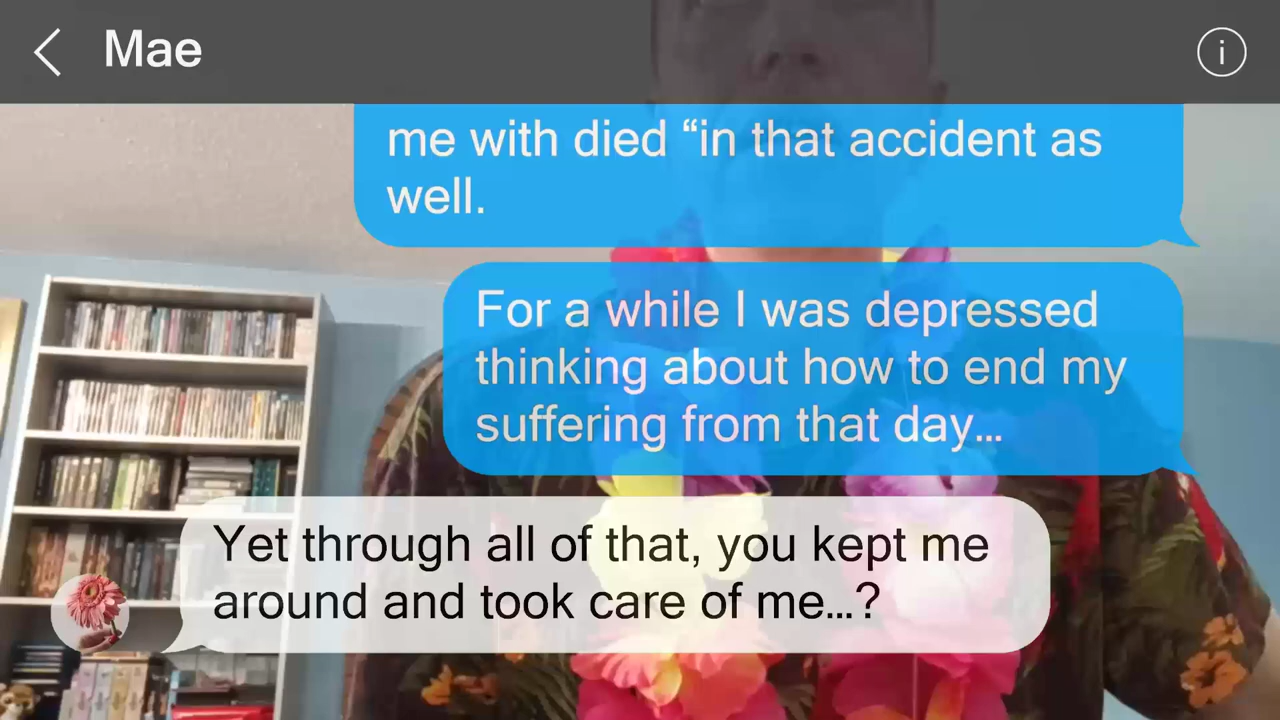 Mae
i
me with died “in that accident as
well.
For a while I was depressed
thinking about how to end my
suffering from that day…
Yet through all of that, you kept me
around and took care of me…?